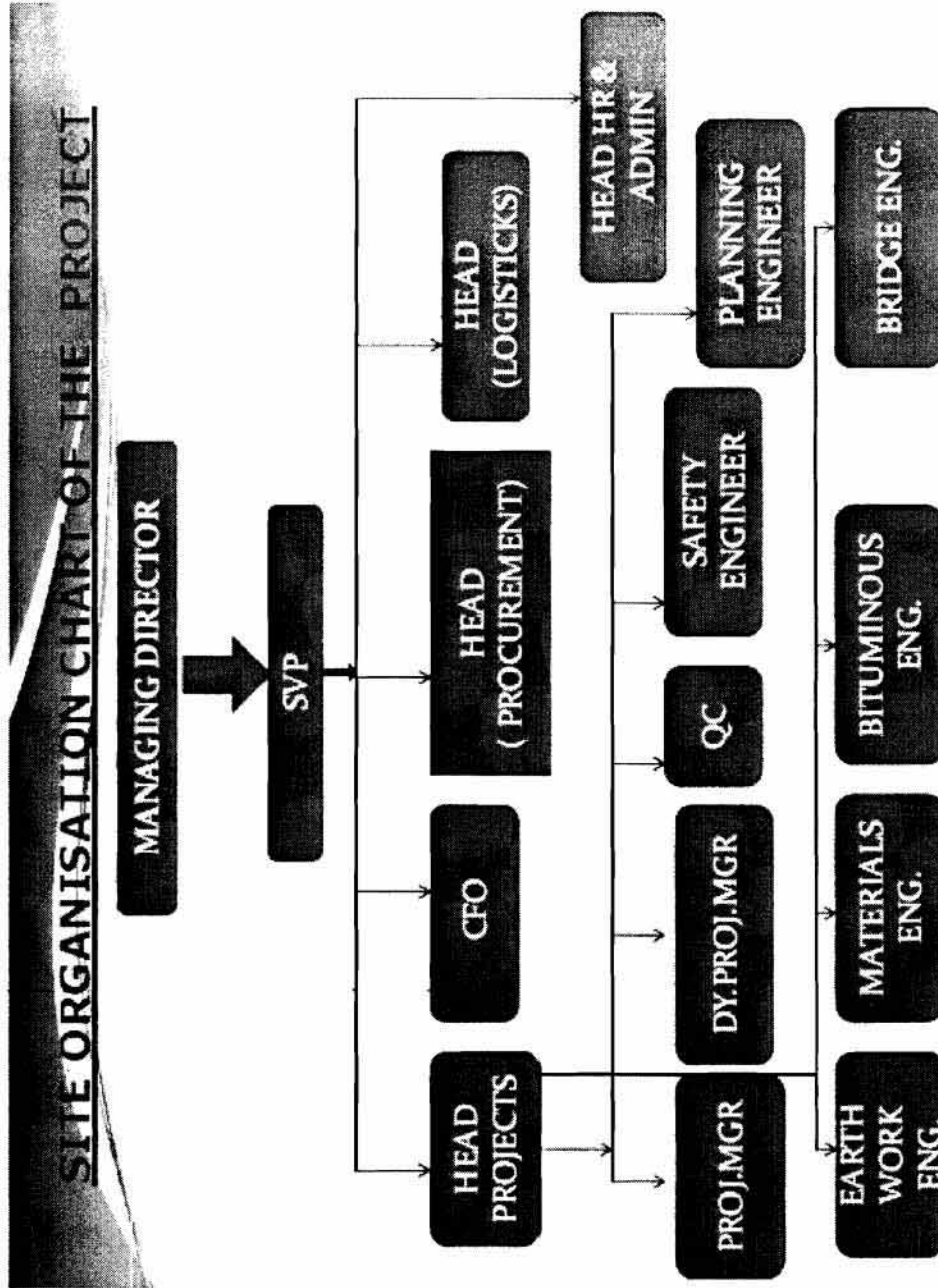 SITE ORGANISATION CHART OF THE PROJECT
MANAGING DIRECTOR
SVP
HEAD
PROJECTS
CFO
HEAD
( PROCUREMENT)
HEAD
(LOGISTICKS)
HEAD HR &
ADMIN
PROJ.MGR
DY.PROJ.MGR
QC
SAFETY
ENGINEER
PLANNING
ENGINEER
EARTH
WORK
ENG.
MATERIALS
ENG.
BITUMINOUS
ENG.
BRIDGE ENG.